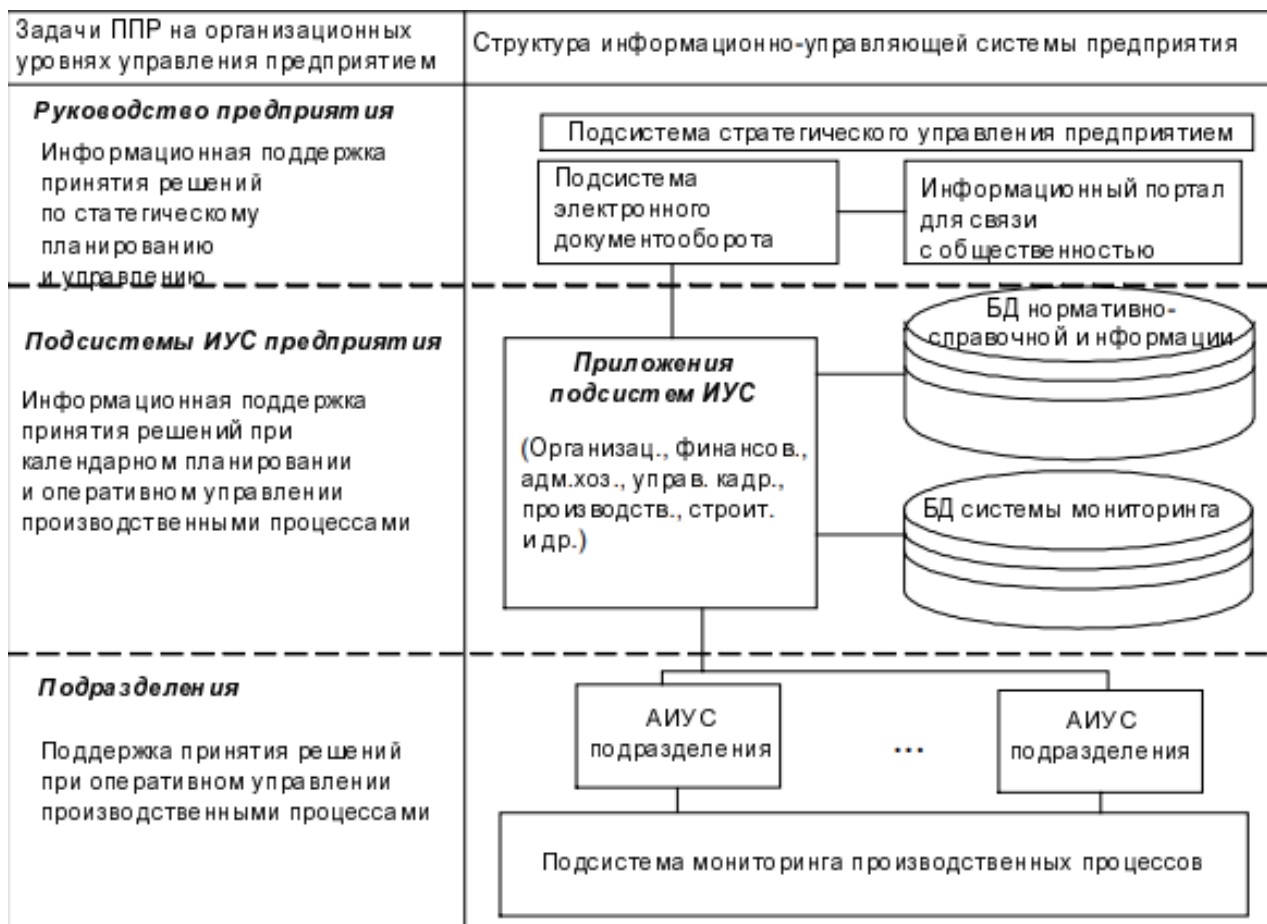 Задачи ППР на организационных
уровнях управления предприятием
Структура информационно-управляющей системы предприятия
Руководство предприятия
Информационная поддержка
принятия решений
по статегическому
планированию
и управлению
Подсистема стратегического управления предприятием
Подсистема
электронного
документооборота
Информационный портал
для связи
с общественностью
Подсистемы ИУС предприятия
Информационная поддержка
принятия решений при
календарном планировании
и оперативном управлении
производственными процессами
Приложения
подсистем ИУС
(Организац., финансов.,
адм.хоз., управ. кадр.,
производств., строит.
и др.)
БД нормативно-
справочной информации
БД системы мониторинга
Подразделения
Поддержка принятия решений
при оперативном управлении
производственными процессами
АИУС
подразделения
...
АИУС
подразделения
Подсистема мониторинга производственных процессов